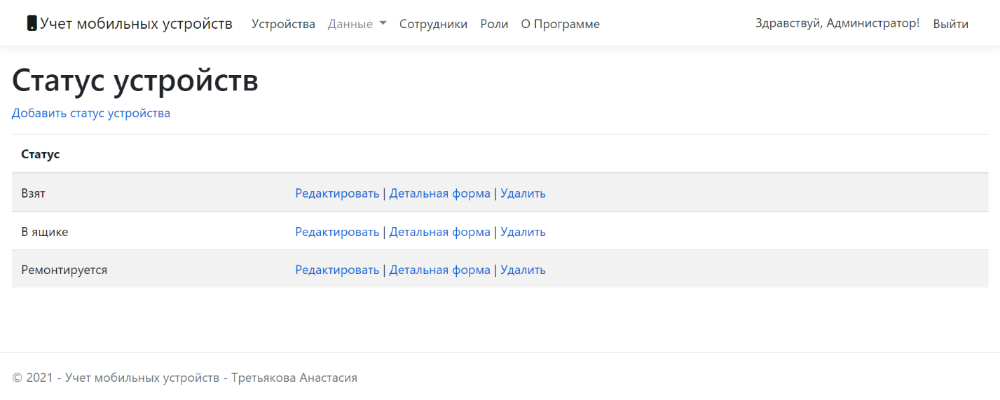 Учет мобильных устройств Устройства Данные Сотрудники Роли О Программе Здравствуй, Администратор! Выйти
Статус устройств
Добавить статус устройства
Статус
Взят Редактировать | Детальная форма | Удалить
В ящике Редактировать | Детальная форма | Удалить
Ремонтируется Редактировать | Детальная форма | Удалить
© 2021 - Учет мобильных устройств - Третьякова Анастасия